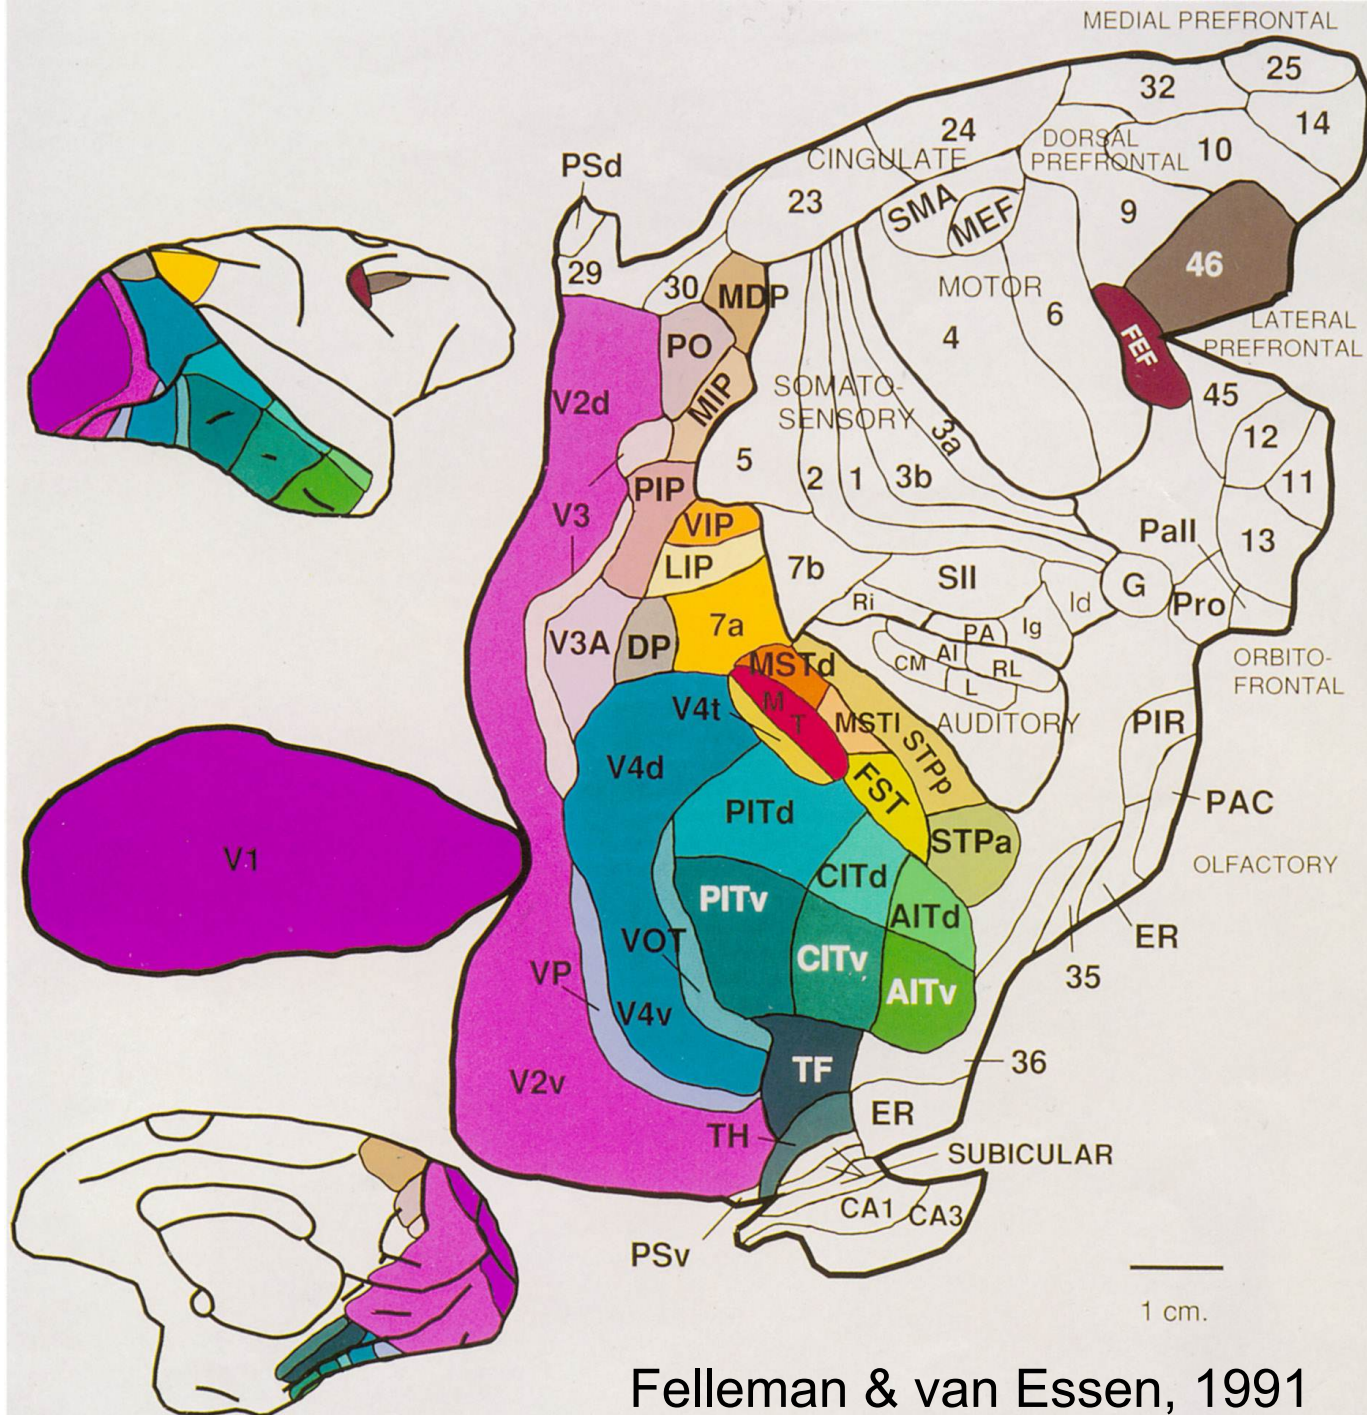 MEDIAL PREFRONTAL
25
32
14
24
DORSAL
PREFRONTAL
10
CINGULATE
PSd
23
SMA
MEF
9
46
29
30
MDP
MOTOR
6
4
FEF
LATERAL
PREFRONTAL
PO
V2d
MIP
SOMATO-
SENSORY
45
3a
12
5
2
1
3b
11
PIP
V3
VIP
Pall
13
LIP
7b
SII
Id
G
Pro
Ri
7a
PA
Ig
V3A
DP
AI
CM
RL
L
MSTd
ORBITO-
FRONTAL
V4t
M
T
MSTl
STPp
AUDITORY
PIR
V4d
FST
PAC
PITd
STPa
V1
CITd
OLFACTORY
PITv
AITd
VOT
CITv
ER
VP
AITv
35
V4v
36
TF
V2v
ER
TH
SUBICULAR
CA1
CA3
PSv
1 cm.
Felleman & van Essen, 1991